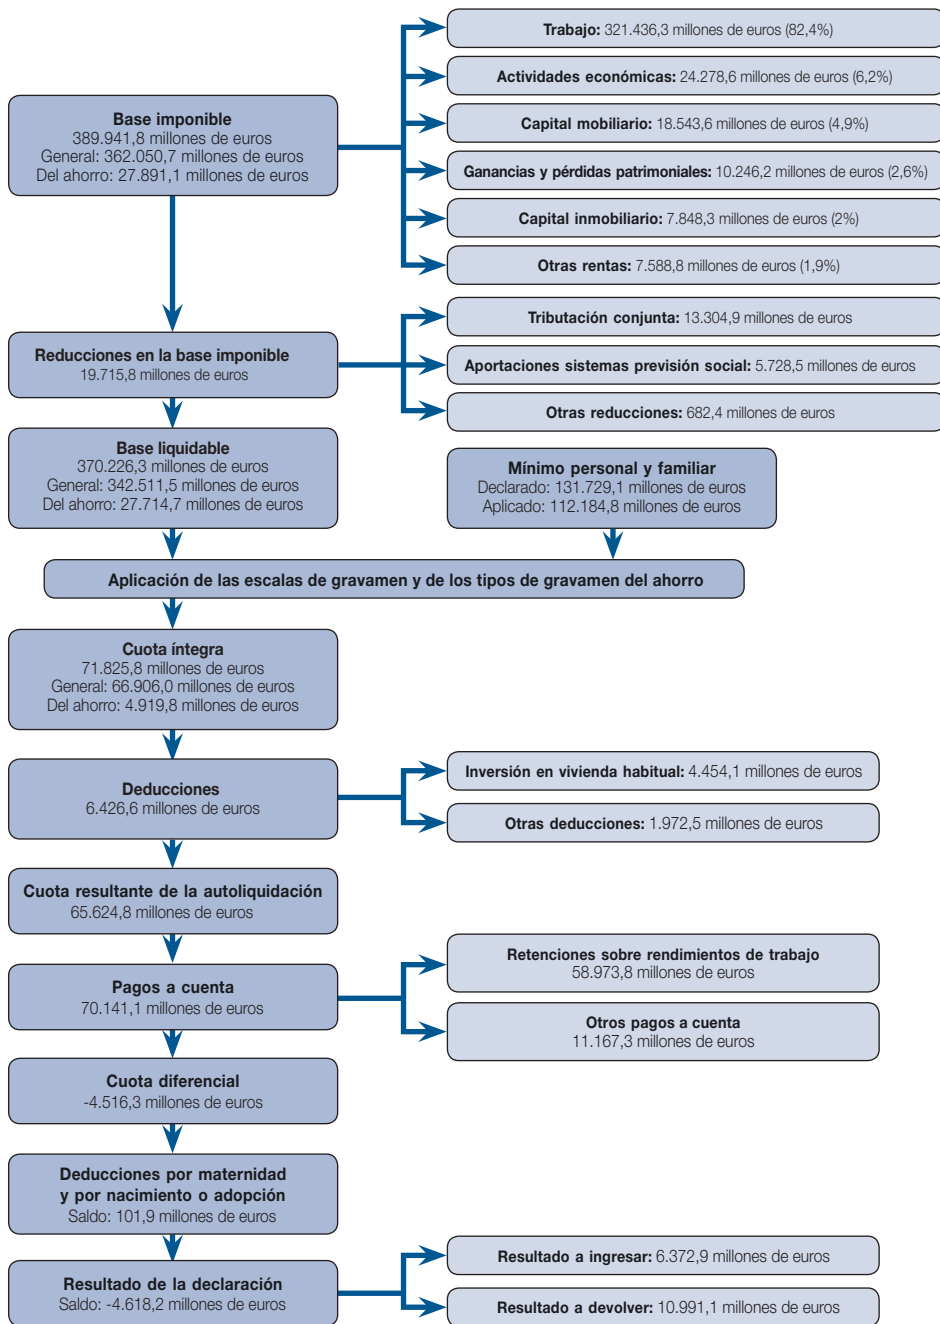 Base imponible
389.941,8 millones de euros
General: 362.050,7 millones de euros
Del ahorro: 27.891,1 millones de euros
Trabajo: 321.436,3 millones de euros (82,4%)
Actividades económicas: 24.278,6 millones de euros (6,2%)
Capital mobiliario: 18.543,6 millones de euros (4,9%)
Ganancias y pérdidas patrimoniales: 10.246,2 millones de euros (2,6%)
Capital inmobiliario: 7.848,3 millones de euros (2%)
Otras rentas: 7.588,8 millones de euros (1,9%)
Reducciones en la base imponible
19.715,8 millones de euros
Tributación conjunta: 13.304,9 millones de euros
Aportaciones sistemas previsión social: 5.728,5 millones de euros
Otras reducciones: 682,4 millones de euros
Base liquidable
370.226,3 millones de euros
General: 342.511,5 millones de euros
Del ahorro: 27.714,7 millones de euros
Mínimo personal y familiar
Declarado: 131.729,1 millones de euros
Aplicado: 112.184,8 millones de euros
Aplicación de las escalas de gravamen y de los tipos de gravamen del ahorro
Cuota íntegra
71.825,8 millones de euros
General: 66.906,0 millones de euros
Del ahorro: 4.919,8 millones de euros
Deducciones
6.426,6 millones de euros
Inversión en vivienda habitual: 4.454,1 millones de euros
Otras deducciones: 1.972,5 millones de euros
Cuota resultante de la autoliquidación
65.624,8 millones de euros
Pagos a cuenta
70.141,1 millones de euros
Retenciones sobre rendimientos de trabajo
58.973,8 millones de euros
Otros pagos a cuenta
11.167,3 millones de euros
Cuota diferencial
-4.516,3 millones de euros
Deducciones por maternidad
y por nacimiento o adopción
Saldo: 101,9 millones de euros
Resultado de la declaración
Saldo: -4.618,2 millones de euros
Resultado a ingresar: 6.372,9 millones de euros
Resultado a devolver: 10.991,1 millones de euros